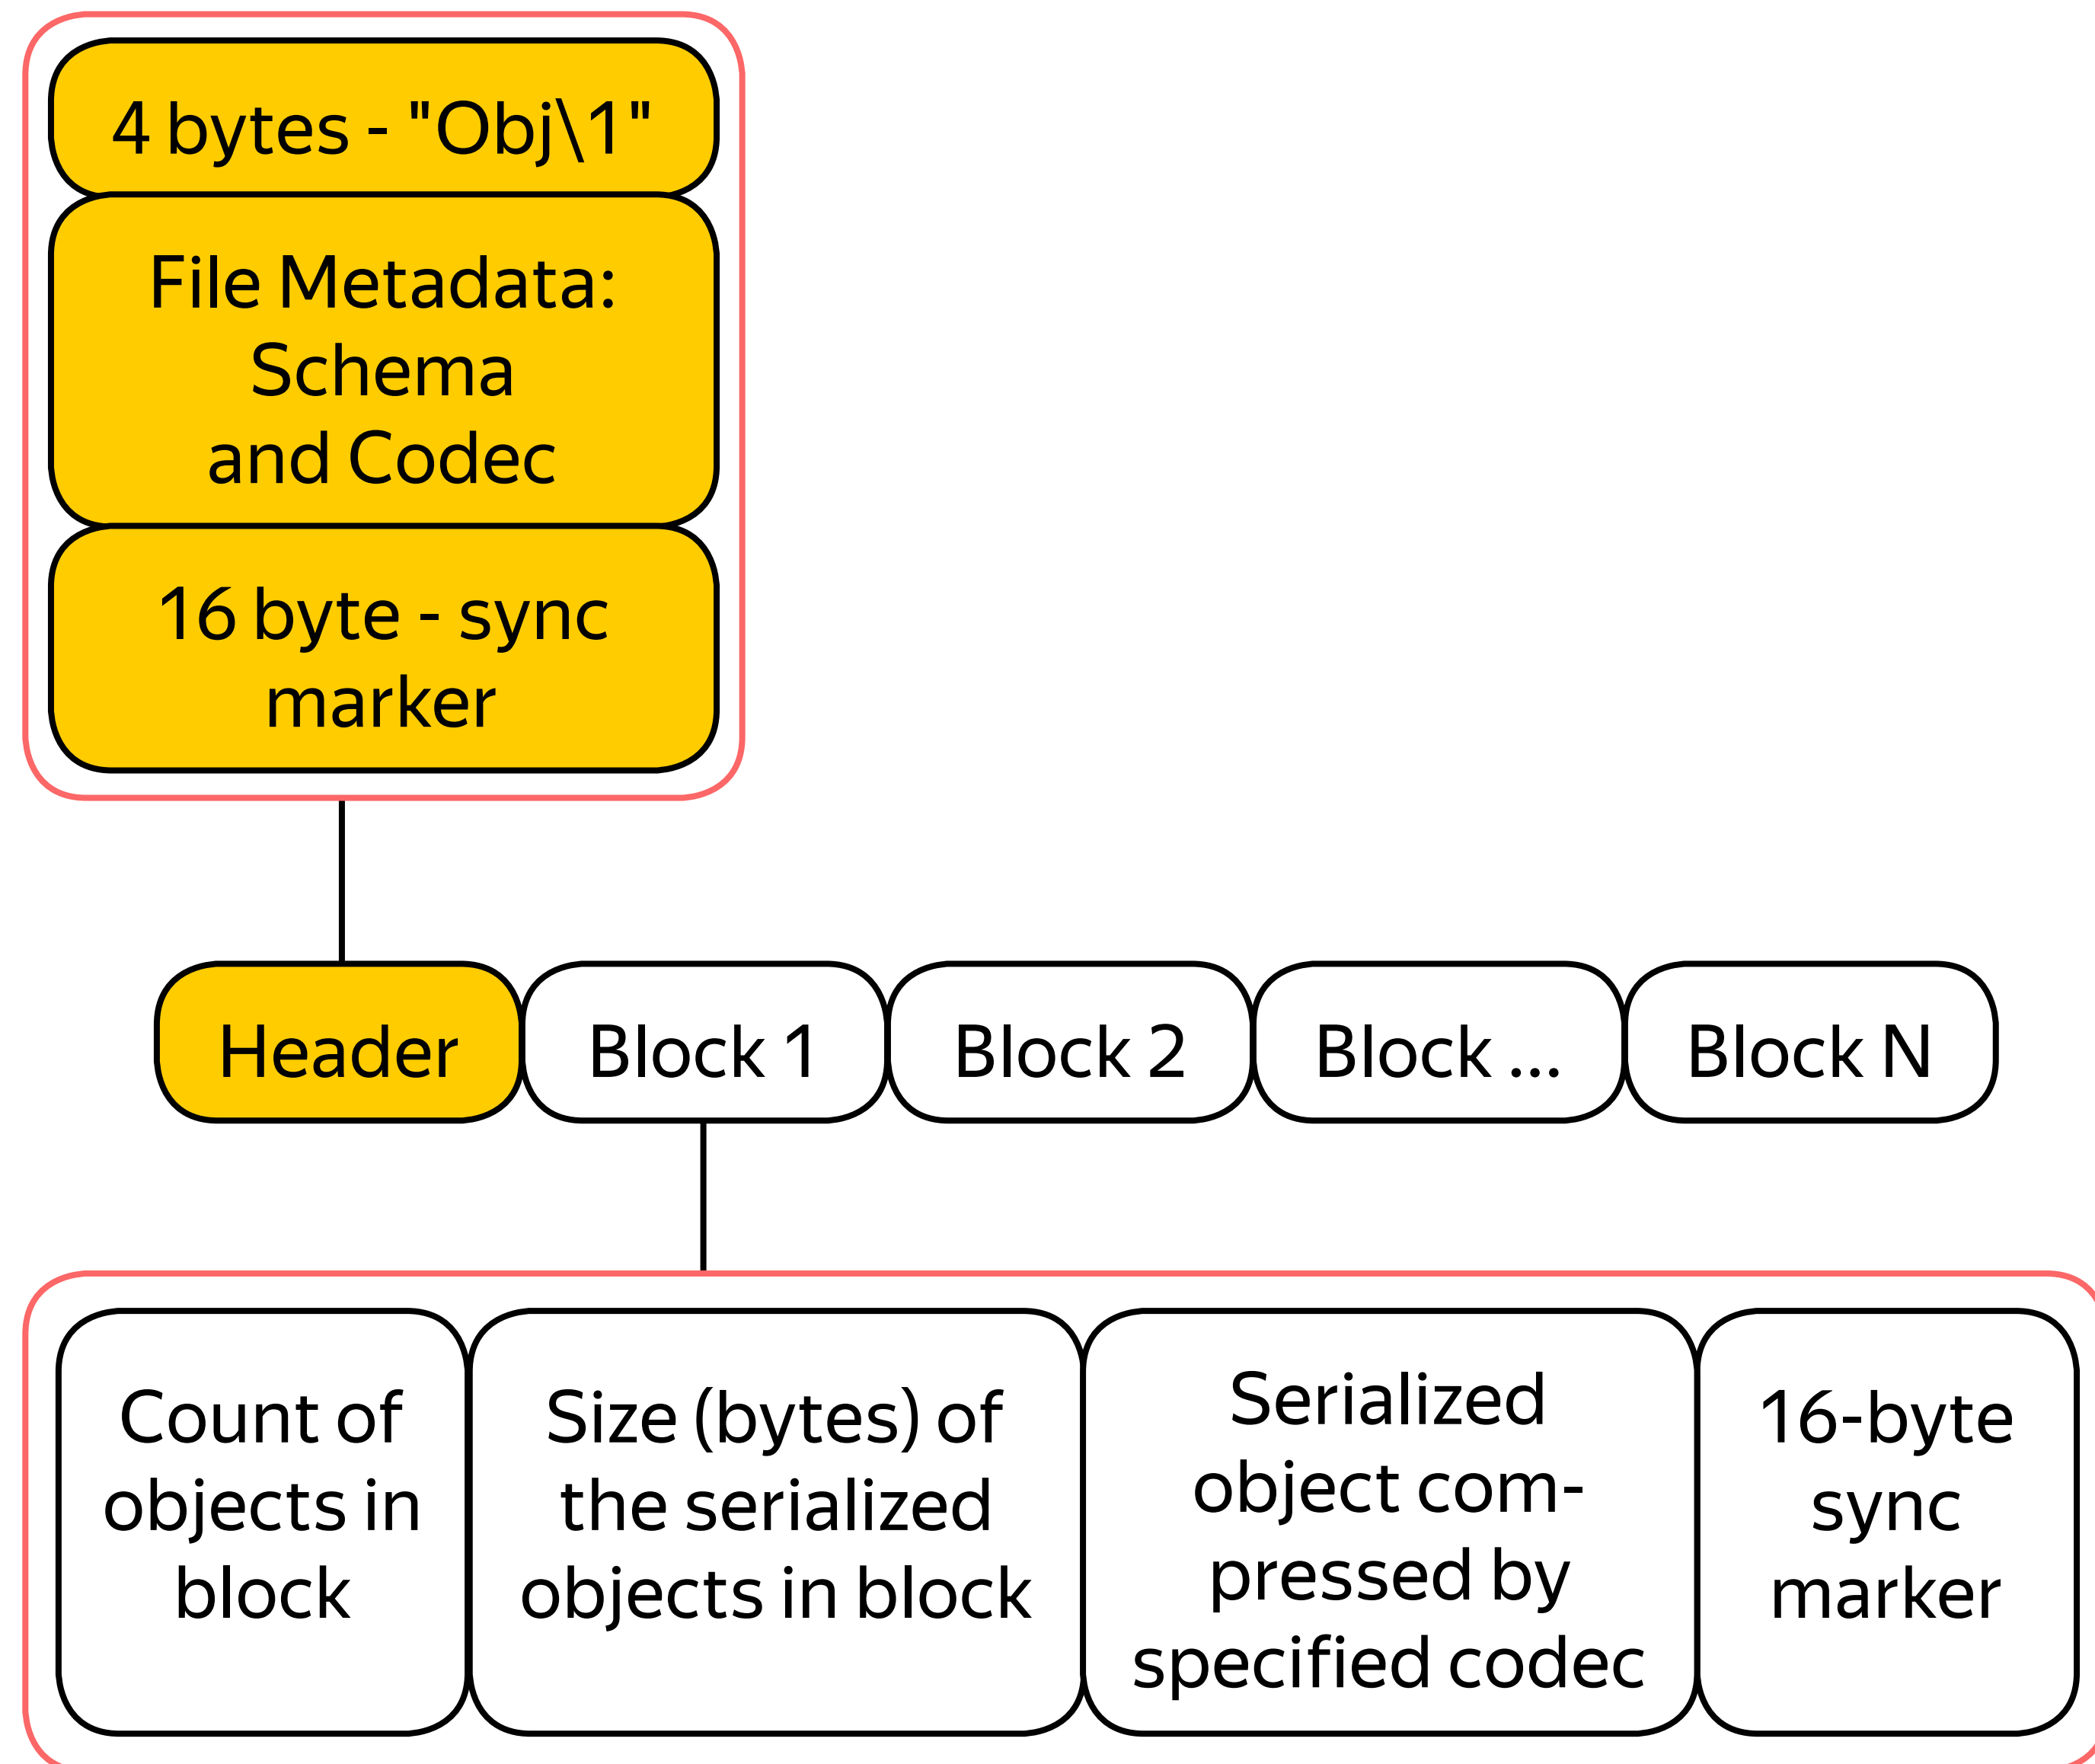 4 bytes - "Obj\1"
File Metadata:
Schema
and Codec
16 byte - sync
marker
Header
Block 1
Block 2
Block ...
Block N
Count of
objects in
block
Size (bytes) of
the serialized
objects in block
Serialized
object com-
pressed by
specified codec
16-byte
sync
marker